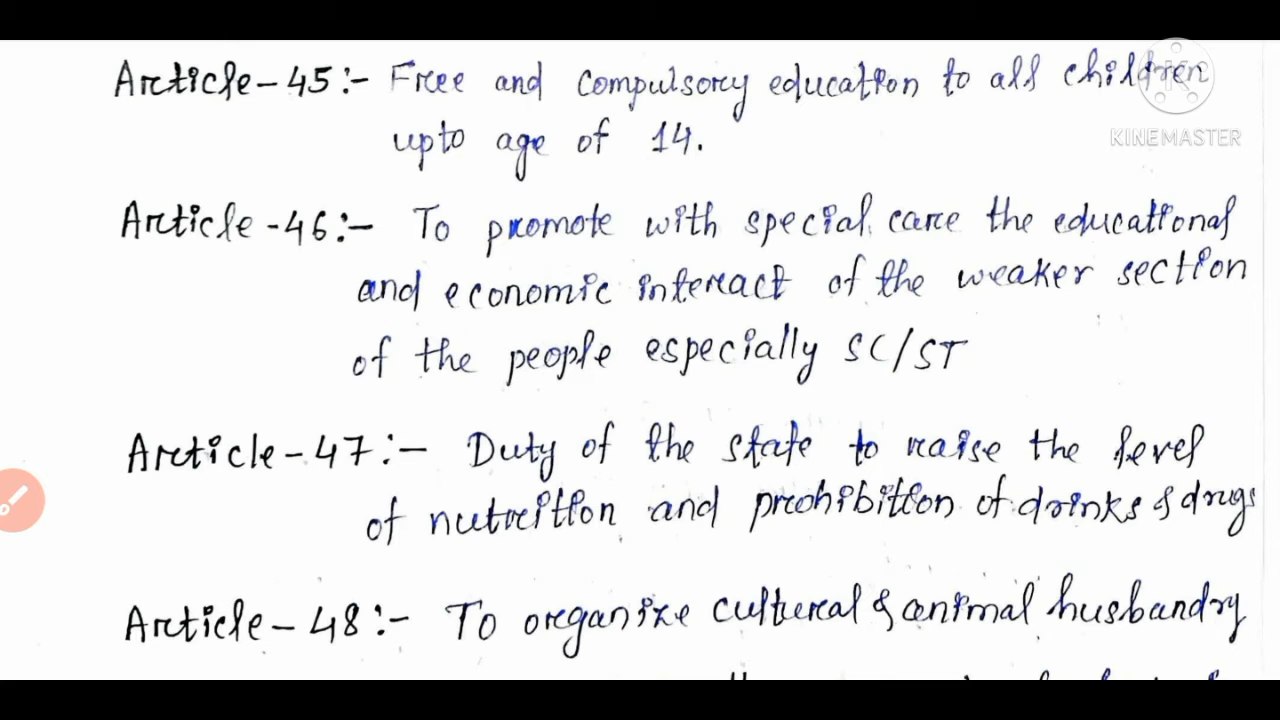 Article-45:- Free and compulsory education to all children
KINEMASTER
upto age of 14.
Article-46:- To promote with special care the educational
and economic interact of the weaker section
of the people especially SC/ST
Article-47:- Duty of the state to raise the level
of nutrition and prohibition of drinks & drugs
Article-48:- To organize cultural & animal husbandry